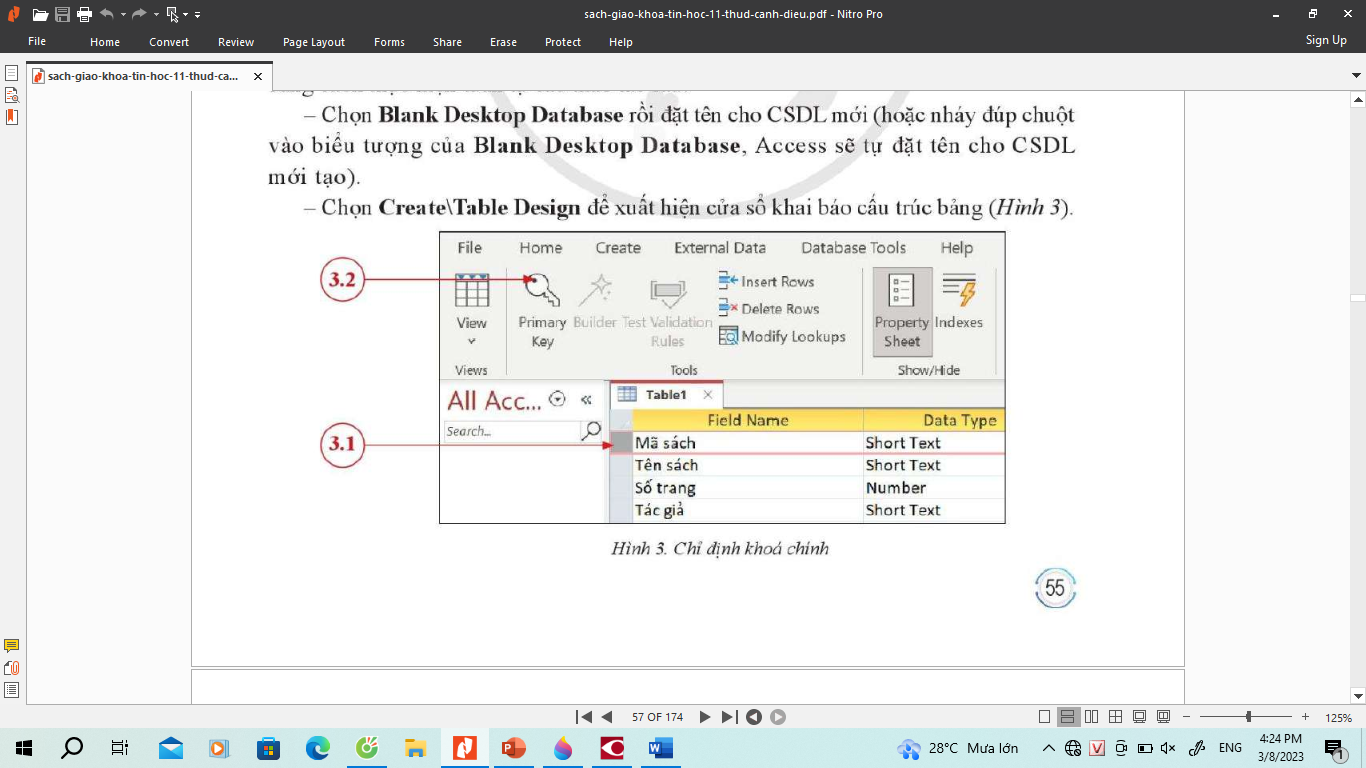 sach-giao-khoa-tin-hoc-11-thud-canh-dieu.pdf - Nitro Pro
File Home Convert Review Page Layout Forms Share Erase Protect Help Sign Up
sach-giao-khoa-tin-hoc-11-thud-ca...
– Chọn Blank Desktop Database rồi đặt tên cho CSDL mới (hoặc nháy đúp chuột
vào biểu tượng của Blank Desktop Database, Access sẽ tự đặt tên cho CSDL
mới tạo).
– Chọn Create\Table Design để xuất hiện cửa sổ khai báo cấu trúc bảng (Hình 3).
File Home Create External Data Database Tools Help
3.2
Insert Rows
Delete Rows
Modify Lookups
View Primary Key Builder Test Validation Rules Property Sheet Indexes
Views Tools Show/Hide
All Acc...
Search...
Table1
Field Name Data Type
3.1
Mã sách Short Text
Tên sách Short Text
Số trang Number
Tác giả Short Text
Hình 3. Chỉ định khoá chính
55
57 OF 174
125%
28°C Mưa lớn
ENG
4:24 PM
3/8/2023
1